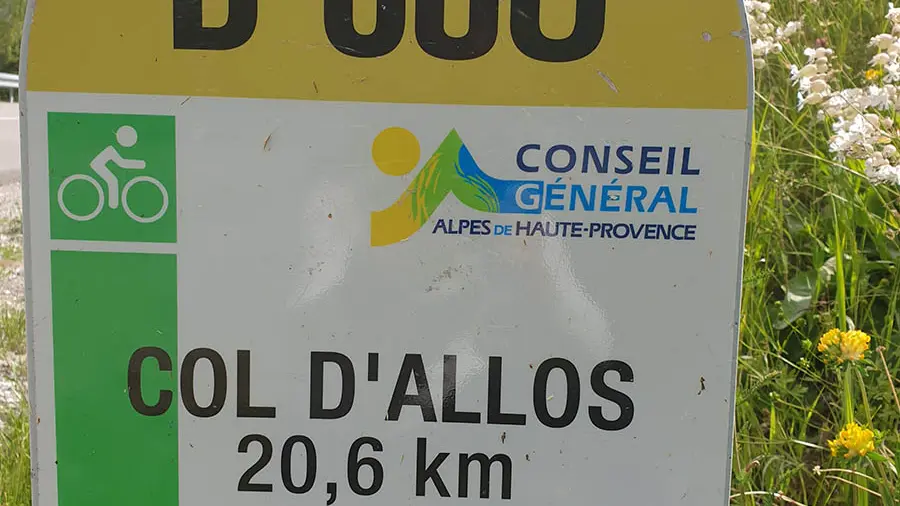 CONSEIL
GÉNÉRAL
ALPES DE HAUTE-PROVENCE
COL D'ALLOS
20,6 km